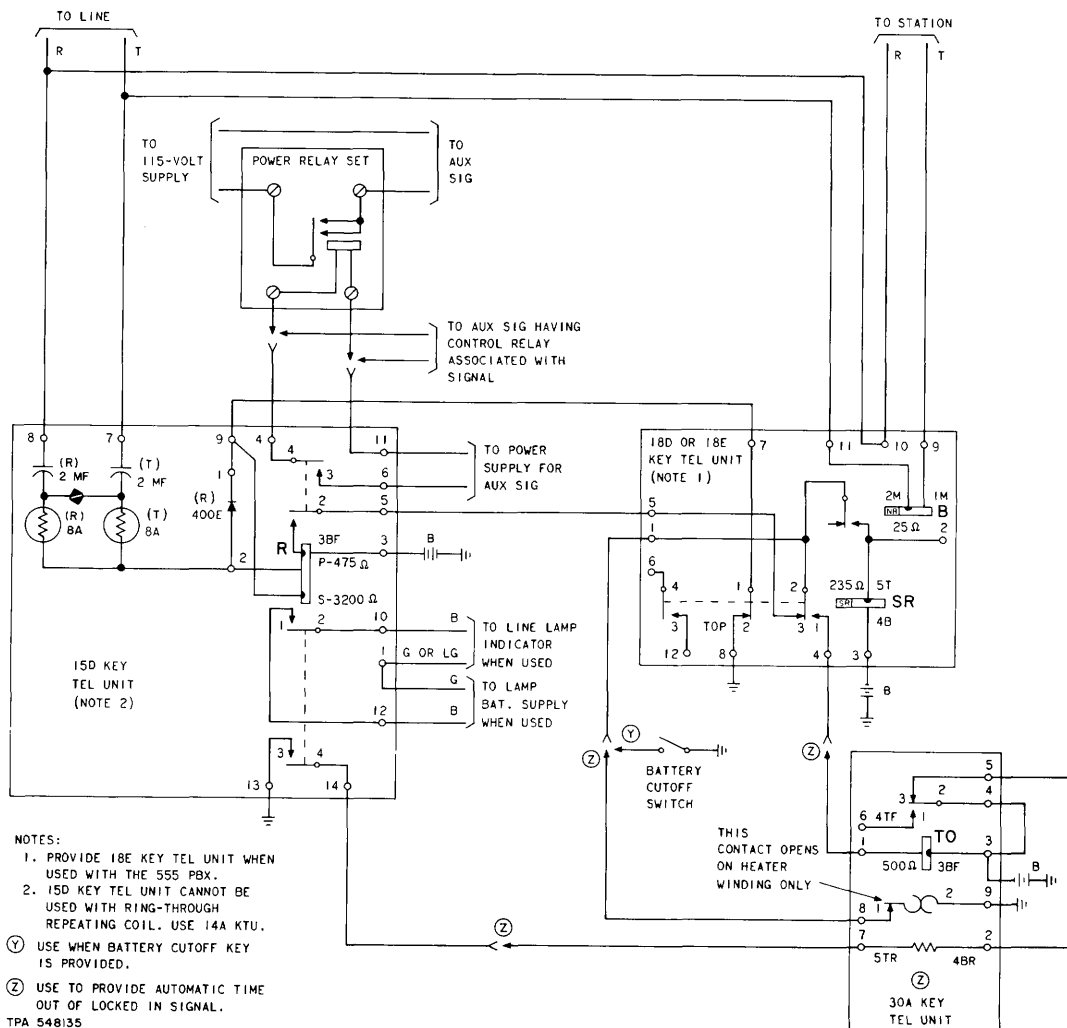 TO LINE
R
T
TO STATION
R
T
TO
115-VOLT
SUPPLY
POWER RELAY SET
TO
AUX
SIG
TO AUX SIG HAVING
CONTROL RELAY
ASSOCIATED WITH
SIGNAL
8
7
9
4
11
(R)
2 MF
(T)
2 MF
1
(R)
400E
4
3
6
2
5
TO POWER
SUPPLY FOR
AUX SIG
(R)
8A
(T)
8A
2
R
3BF
P-475 Ω
3
B
S-3200 Ω
1
2
10
B
TO LINE LAMP
INDICATOR
WHEN USED
1
G OR LG
G
TO LAMP
BAT. SUPPLY
WHEN USED
12
B
15D KEY
TEL UNIT
(NOTE 2)
3
4
13
14
18D OR 18E
KEY TEL UNIT
(NOTE 1)
7
11
10
9
2M
1M
NR
B
25 Ω
2
5
1
6
4
1
2
235 Ω
5T
SR
SR
4B
3
TOP
2
3
1
12
8
4
3
B
Y
Z
BATTERY
CUTOFF
SWITCH
Z
5
3
2
4
6
4TF
1
TO
1
3
500 Ω
3BF
B
THIS
CONTACT OPENS
ON HEATER
WINDING ONLY
1
2
9
8
7
2
5TR
4BR
Z
Z
30A KEY
TEL UNIT
NOTES:
1. PROVIDE 18E KEY TEL UNIT WHEN
USED WITH THE 555 PBX.
2. 15D KEY TEL UNIT CANNOT BE
USED WITH RING-THROUGH
REPEATING COIL. USE 14A KTU.
Y USE WHEN BATTERY CUTOFF KEY
IS PROVIDED.
Z USE TO PROVIDE AUTOMATIC TIME
OUT OF LOCKED IN SIGNAL.
TPA 548135